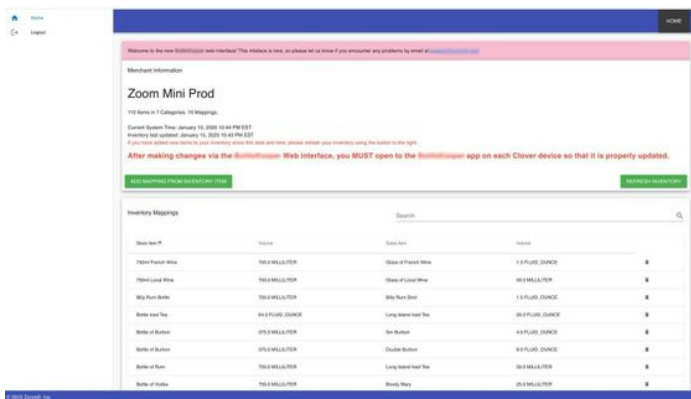 Home
HOME
Logout
Welcome to the new web interface! This interface is new, so please let us know if you encounter any problems by email at
Merchant Information
Zoom Mini Prod
110 items in 7 Categories. 10 Mappings.
Current System Time: January 15, 2020 10:44 PM EST
Inventory last updated: January 15, 2020 10:43 PM EST
If you have added new items to your inventory since this date and time, please refresh your inventory using the button to the right.
After making changes via the Web interface, you MUST open to the app on each Clover device so that it is properly updated.
ADD MAPPING FROM INVENTORY ITEM REFRESH INVENTORY
Inventory Mappings Search
Stock Item Volume Sales Item Volume
750ml French Wine 750.0 MILLILITER Glass of French Wine 1.5 FLUID_OUNCE
750ml Local Wine 750.0 MILLILITER Glass of Local Wine 50.0 MILLILITER
Billy Rum Bottle 750.0 MILLILITER Billy Rum Shot 1.5 FLUID_OUNCE
Bottle Iced Tea 64.0 FLUID_OUNCE Long Island Iced Tea 20.0 FLUID_OUNCE
Bottle of Burbon 375.0 MILLILITER Sin Burbon 4.0 FLUID_OUNCE
Bottle of Burbon 375.0 MILLILITER Double Burbon 8.0 FLUID_OUNCE
Bottle of Rum 750.0 MILLILITER Long Island Iced Tea 20.0 MILLILITER
Bottle of Vodka 750.0 MILLILITER Bloody Mary 25.0 MILLILITER
© 2019 Zoomifi, Inc.